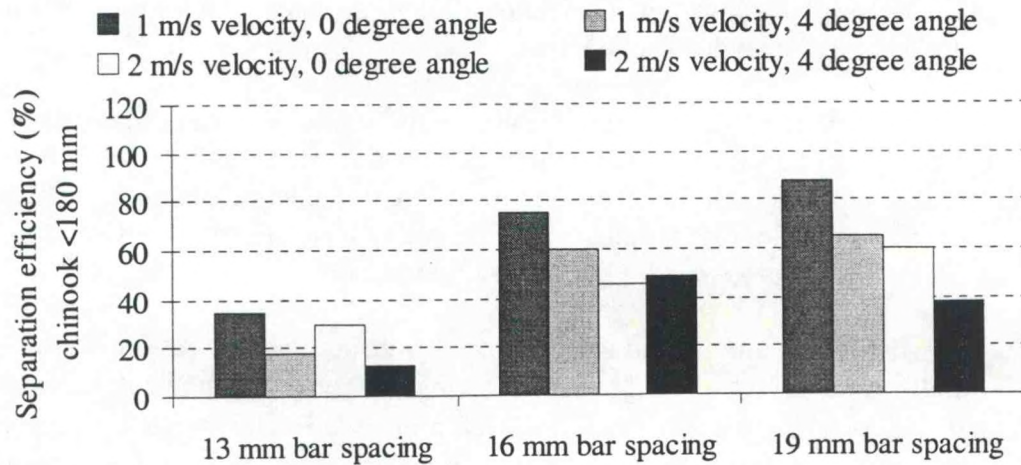 1 m/s velocity, 0 degree angle
1 m/s velocity, 4 degree angle
2 m/s velocity, 0 degree angle
2 m/s velocity, 4 degree angle
Separation efficiency (%)
chinook <180 mm
120
100
80
60
40
20
0
13 mm bar spacing
16 mm bar spacing
19 mm bar spacing